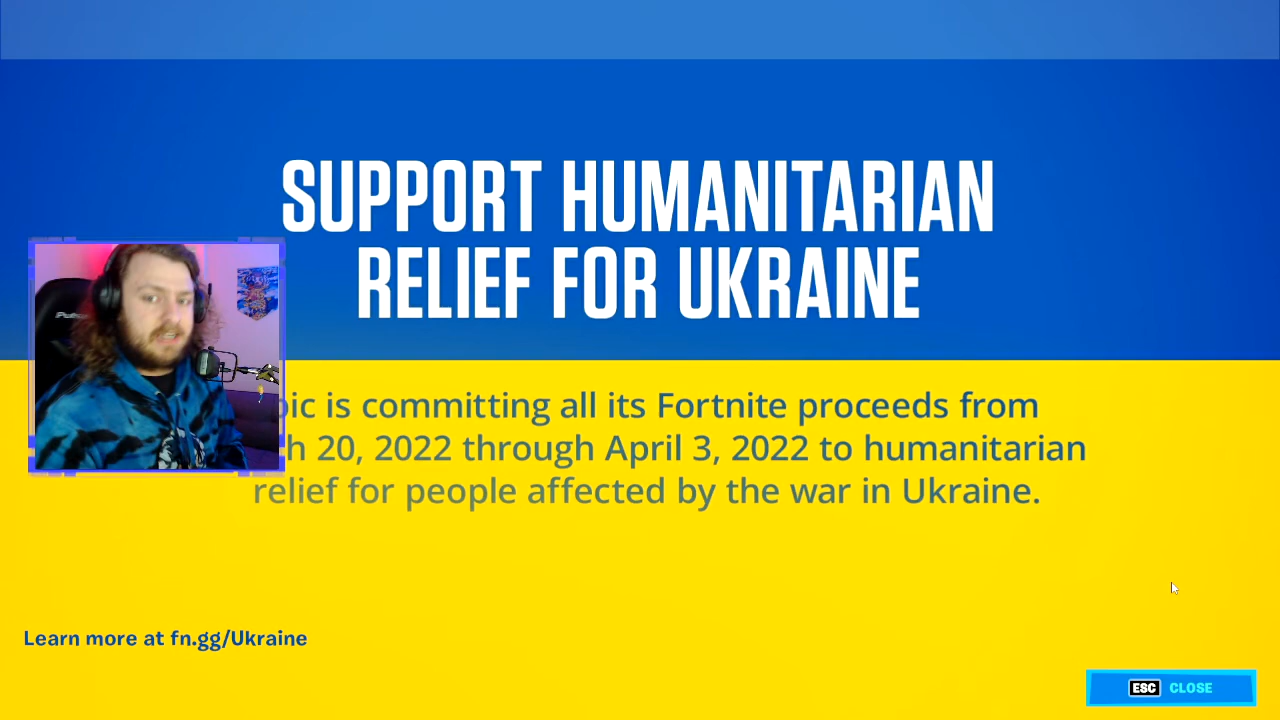 SUPPORT HUMANITARIAN
RELIEF FOR UKRAINE
is committing all its Fortnite proceeds from
20, 2022 through April 3, 2022 to humanitarian
relief for people affected by the war in Ukraine.
Learn more at fn.gg/Ukraine
ESC CLOSE